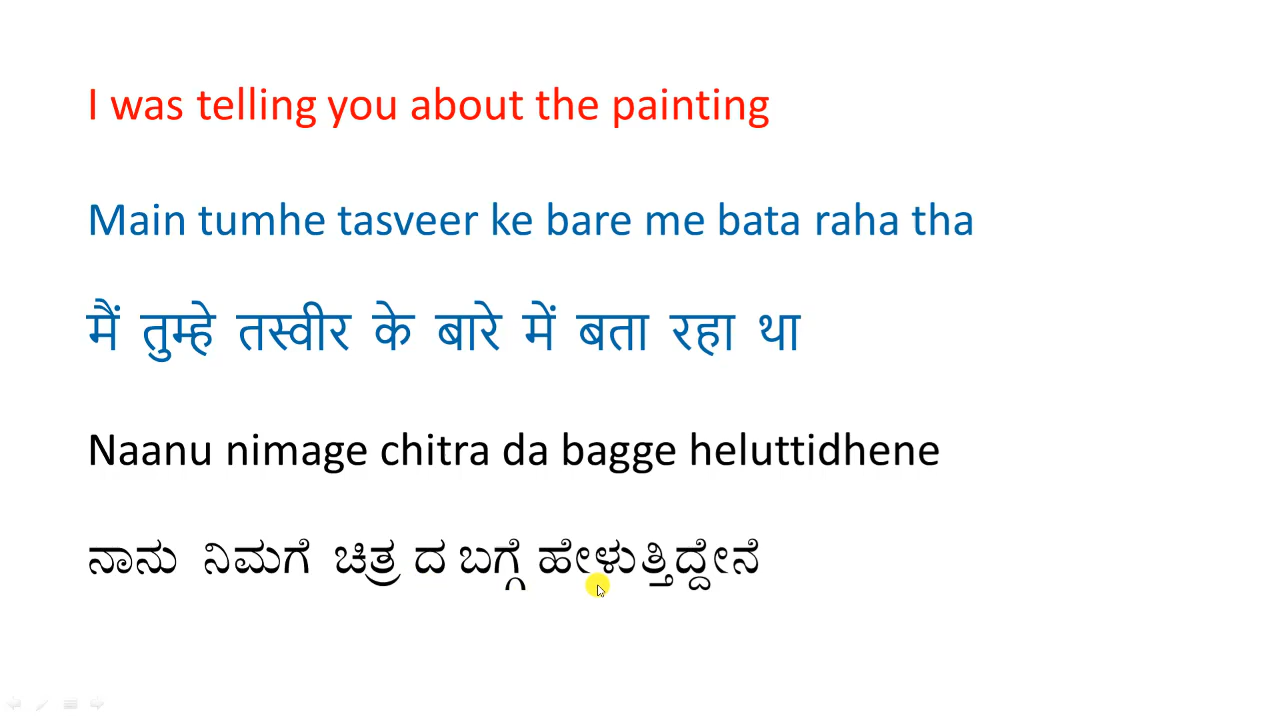 I was telling you about the painting
Main tumhe tasveer ke bare me bata raha tha
मैं तुम्हे तस्वीर के बारे में बता रहा था
Naanu nimage chitra da bagge heluttidhene
ನಾನು ನಿಮಗೆ ಚಿತ್ರ ದ ಬಗ್ಗೆ ಹೇಳುತ್ತಿದ್ದೇನೆ